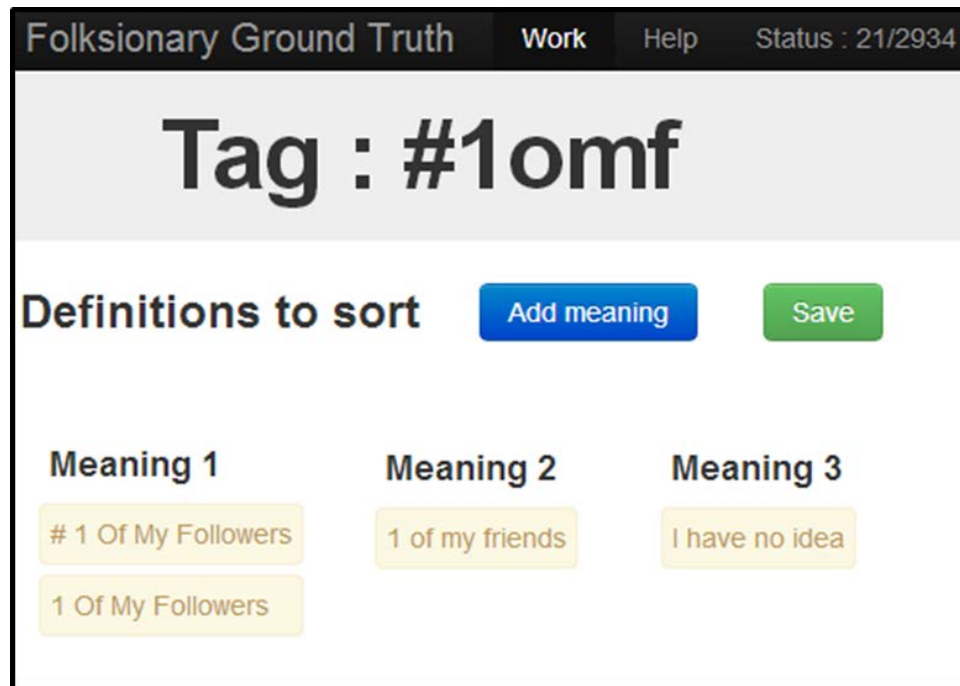 Folksionary Ground Truth Work Help Status : 21/2934
Tag : #1omf
Definitions to sort Add meaning Save
Meaning 1 Meaning 2 Meaning 3
# 1 Of My Followers 1 of my friends I have no idea
1 Of My Followers